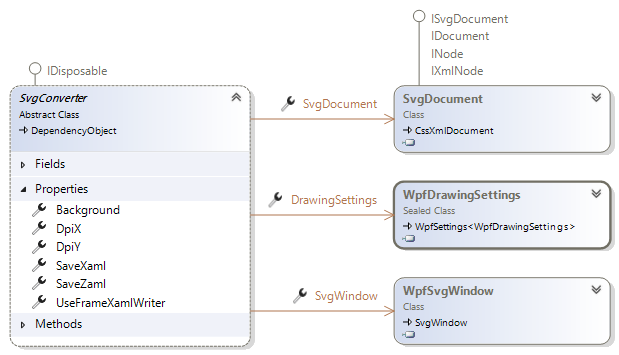 ISvgDocument
IDocument
INode
IXmlNode
IDisposable
SvgConverter
Abstract Class
DependencyObject
Fields
Properties
Background
DpiX
DpiY
SaveXaml
SaveZaml
UseFrameXamlWriter
Methods
SvgDocument
DrawingSettings
SvgWindow
SvgDocument
Class
CssXmlDocument
WpfDrawingSettings
Sealed Class
WpfSettings<WpfDrawingSettings>
WpfSvgWindow
Class
SvgWindow